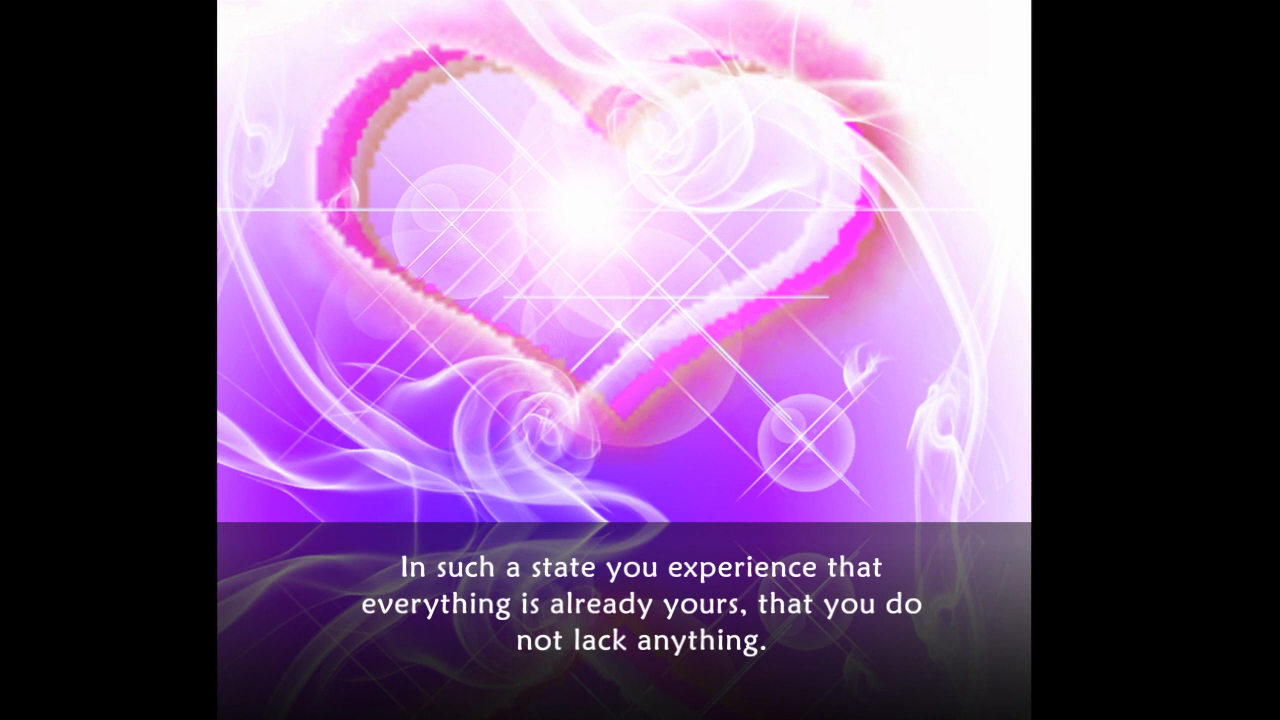 In such a state you experience that
everything is already yours, that you do
not lack anything.